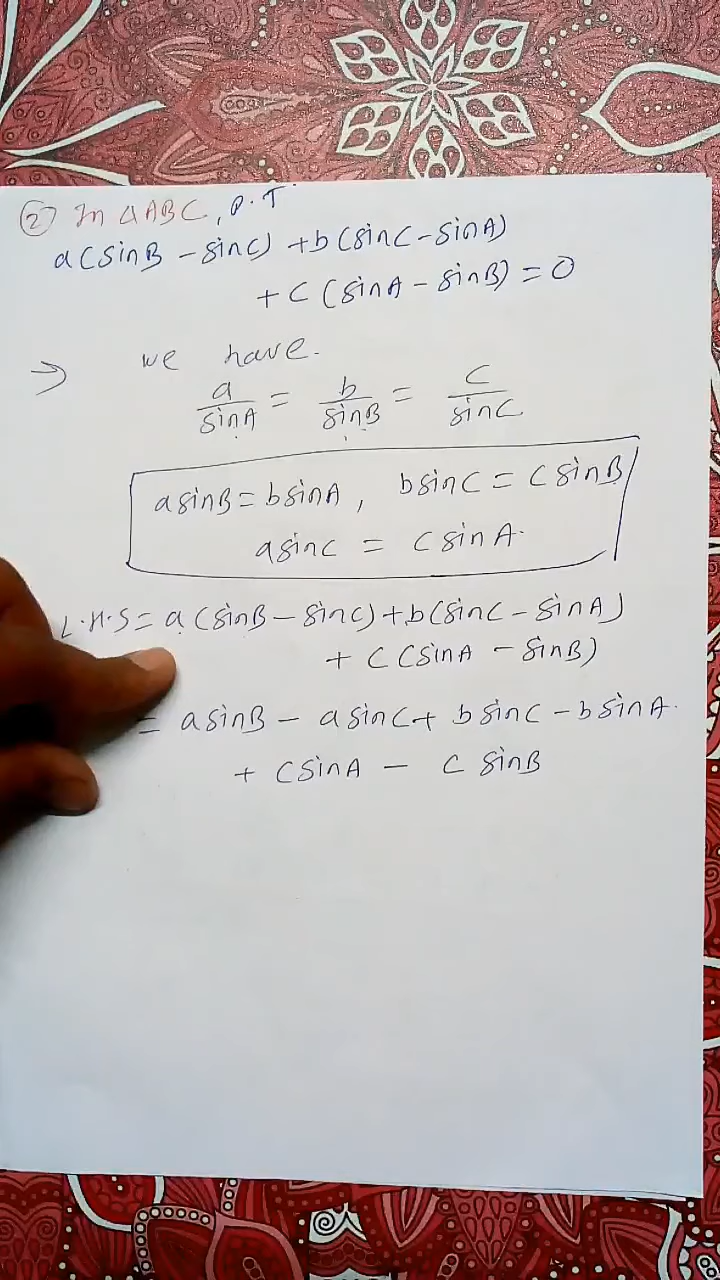 ② In △ABC, P.T
a(sinB - sinC) + b(sinC - sinA)
+ c(sinA - sinB) = 0
⇒ we have.
a/sinA = b/sinB = c/sinC
asinB = bsinA, bsinC = csinB
asinC = csinA.
L.H.S = a(sinB - sinC) + b(sinC - sinA)
+ c(sinA - sinB)
= asinB - asinC + bsinC - bsinA.
+ csinA - c sinB